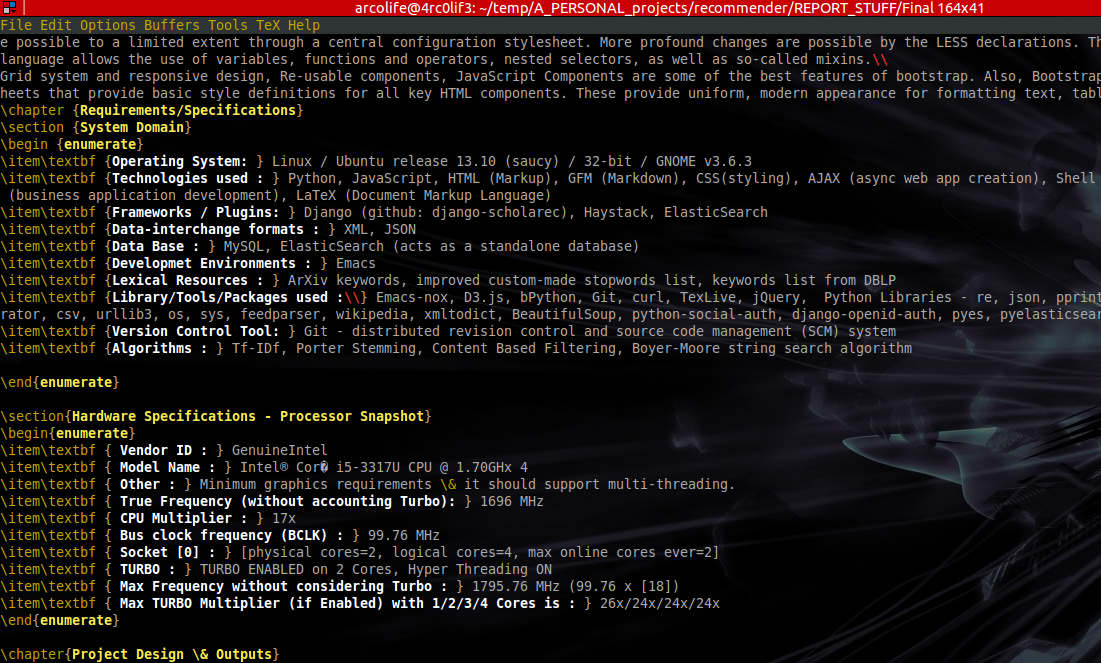 arcolife@4rc0lif3: ~/temp/A_PERSONAL_projects/recommender/REPORT_STUFF/Final 164x41
File Edit Options Buffers Tools TeX Help
e possible to a limited extent through a central configuration stylesheet. More profound changes are possible by the LESS declarations.
language allows the use of variables, functions and operators, nested selectors, as well as so-called mixins.\\
Grid system and responsive design, Re-usable components, JavaScript Components are some of the best features of bootstrap. Also, Bootstrap
heets that provide basic style definitions for all key HTML components. These provide uniform, modern appearance for formatting text,
\chapter {Requirements/Specifications}
\section {System Domain}
\begin {enumerate}
\item\textbf {Operating System: } Linux / Ubuntu release 13.10 (saucy) / 32-bit / GNOME v3.6.3
\item\textbf {Technologies used : } Python, JavaScript, HTML (Markup), GFM (Markdown), CSS(styling), AJAX (async web app creation), Shell
(business application development), LaTeX (Document Markup Language)
\item\textbf {Frameworks / Plugins: } Django (github: django-scholarec), Haystack, ElasticSearch
\item\textbf {Data-interchange formats : } XML, JSON
\item\textbf {Data Base : } MySQL, ElasticSearch (acts as a standalone database)
\item\textbf {Developmet Environments : } Emacs
\item\textbf {Lexical Resources : } ArXiv keywords, improved custom-made stopwords list, keywords list from DBLP
\item\textbf {Library/Tools/Packages used :\\} Emacs-nox, D3.js, bPython, Git, curl, TexLive, jQuery,  Python Libraries - re, json, pprint
rator, csv, urllib3, os, sys, feedparser, wikipedia, xmltodict, BeautifulSoup, python-social-auth, django-openid-auth, pyes, pyelasticsear
\item\textbf {Version Control Tool: } Git - distributed revision control and source code management (SCM) system
\item\textbf {Algorithms : } Tf-IDf, Porter Stemming, Content Based Filtering, Boyer-Moore string search algorithm
\end{enumerate}
\section{Hardware Specifications - Processor Snapshot}
\begin{enumerate}
\item\textbf { Vendor ID : } GenuineIntel
\item\textbf { Model Name : } Intel® Cor� i5-3317U CPU @ 1.70GHx 4
\item\textbf { Other : } Minimum graphics requirements \& it should support multi-threading.
\item\textbf { True Frequency (without accounting Turbo): } 1696 MHz
\item\textbf { CPU Multiplier : } 17x
\item\textbf { Bus clock frequency (BCLK) : } 99.76 MHz
\item\textbf { Socket [0] : } [physical cores=2, logical cores=4, max online cores ever=2]
\item\textbf { TURBO : } TURBO ENABLED on 2 Cores, Hyper Threading ON
\item\textbf { Max Frequency without considering Turbo : } 1795.76 MHz (99.76 x [18])
\item\textbf { Max TURBO Multiplier (if Enabled) with 1/2/3/4 Cores is : } 26x/24x/24x/24x
\end{enumerate}
\chapter{Project Design \& Outputs}